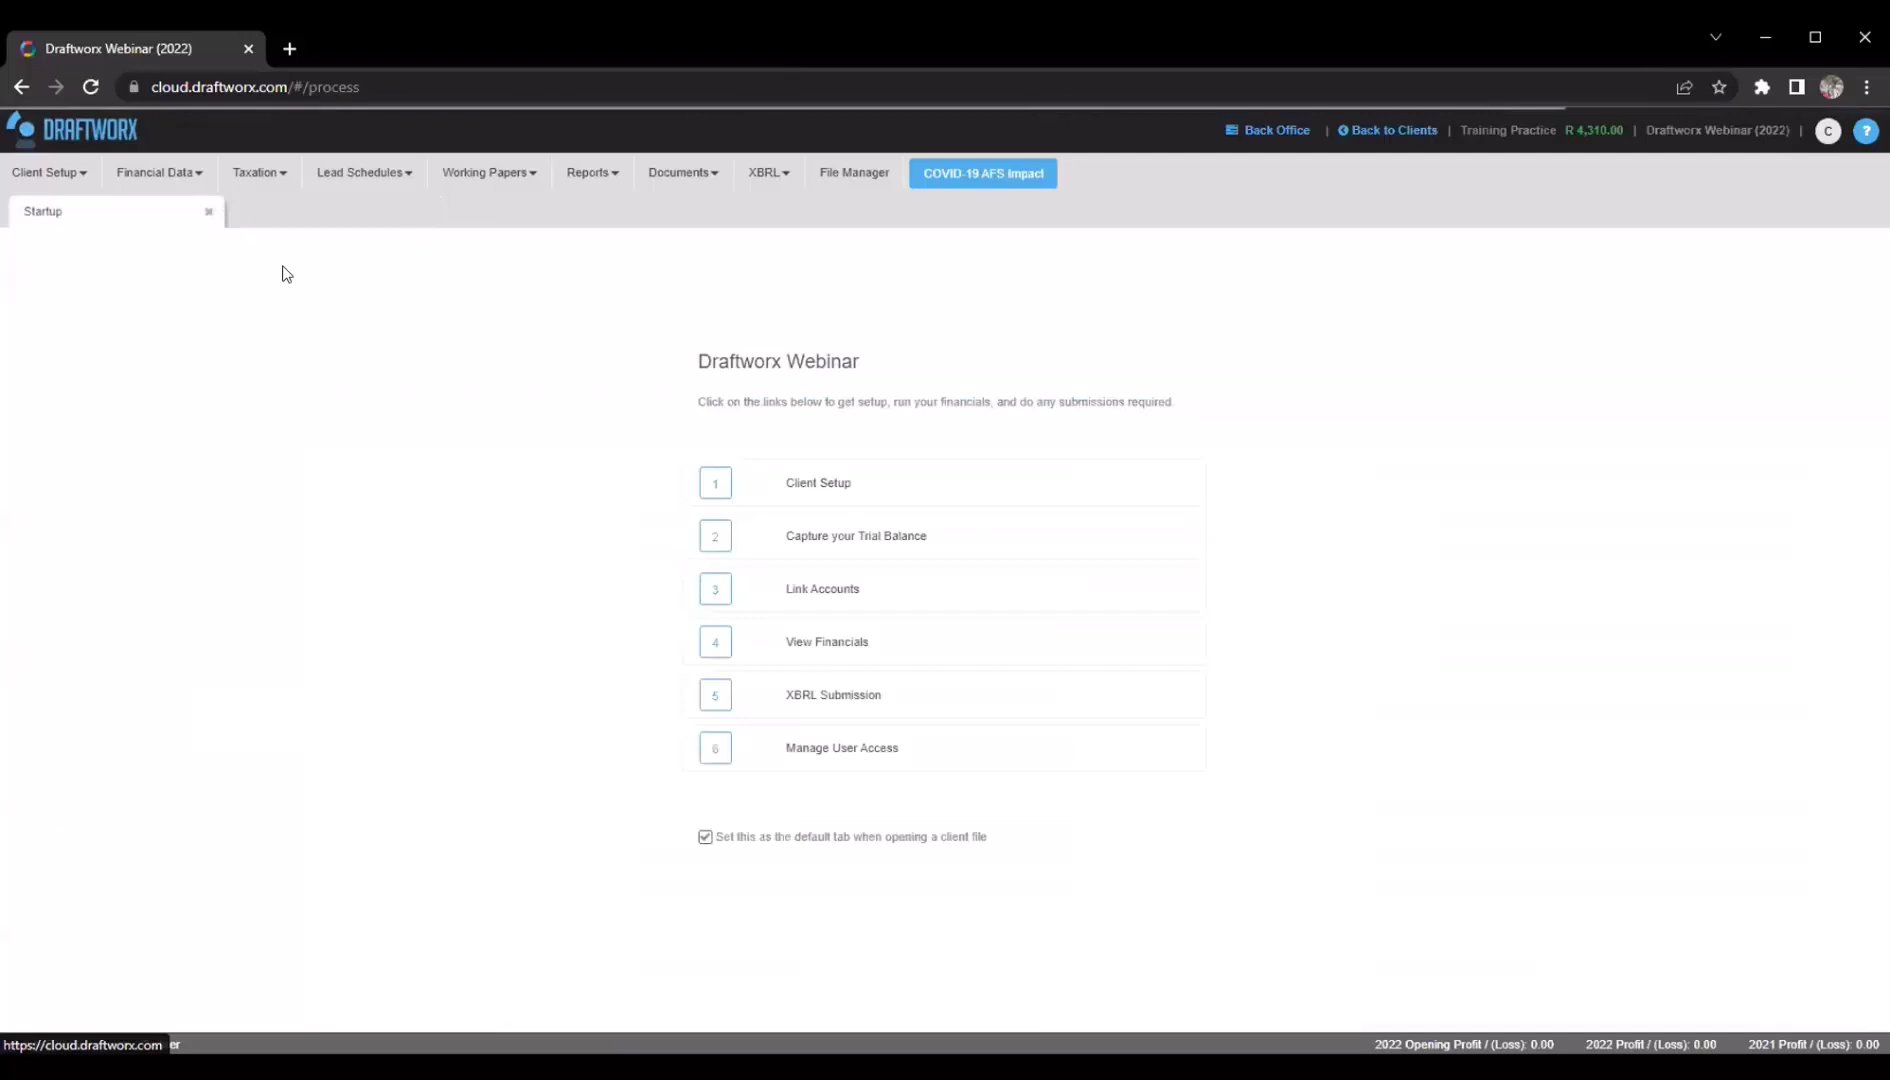 Draftworx Webinar (2022)
cloud.draftworx.com/#/process
DRAFTWORX
Back Office | Back to Clients | Training Practice R 4,310.00 | Draftworx Webinar (2022) | C ?
Client Setup Financial Data Taxation Lead Schedules Working Papers Reports Documents XBRL File Manager COVID-19 AFS Impact
Startup
Draftworx Webinar
Click on the links below to get setup, run your financials, and do any submissions required.
1 Client Setup
2 Capture your Trial Balance
3 Link Accounts
4 View Financials
5 XBRL Submission
6 Manage User Access
Set this as the default tab when opening a client file
https://cloud.draftworx.com er 2022 Opening Profit / (Loss): 0.00 2022 Profit / (Loss): 0.00 2021 Profit / (Loss): 0.00